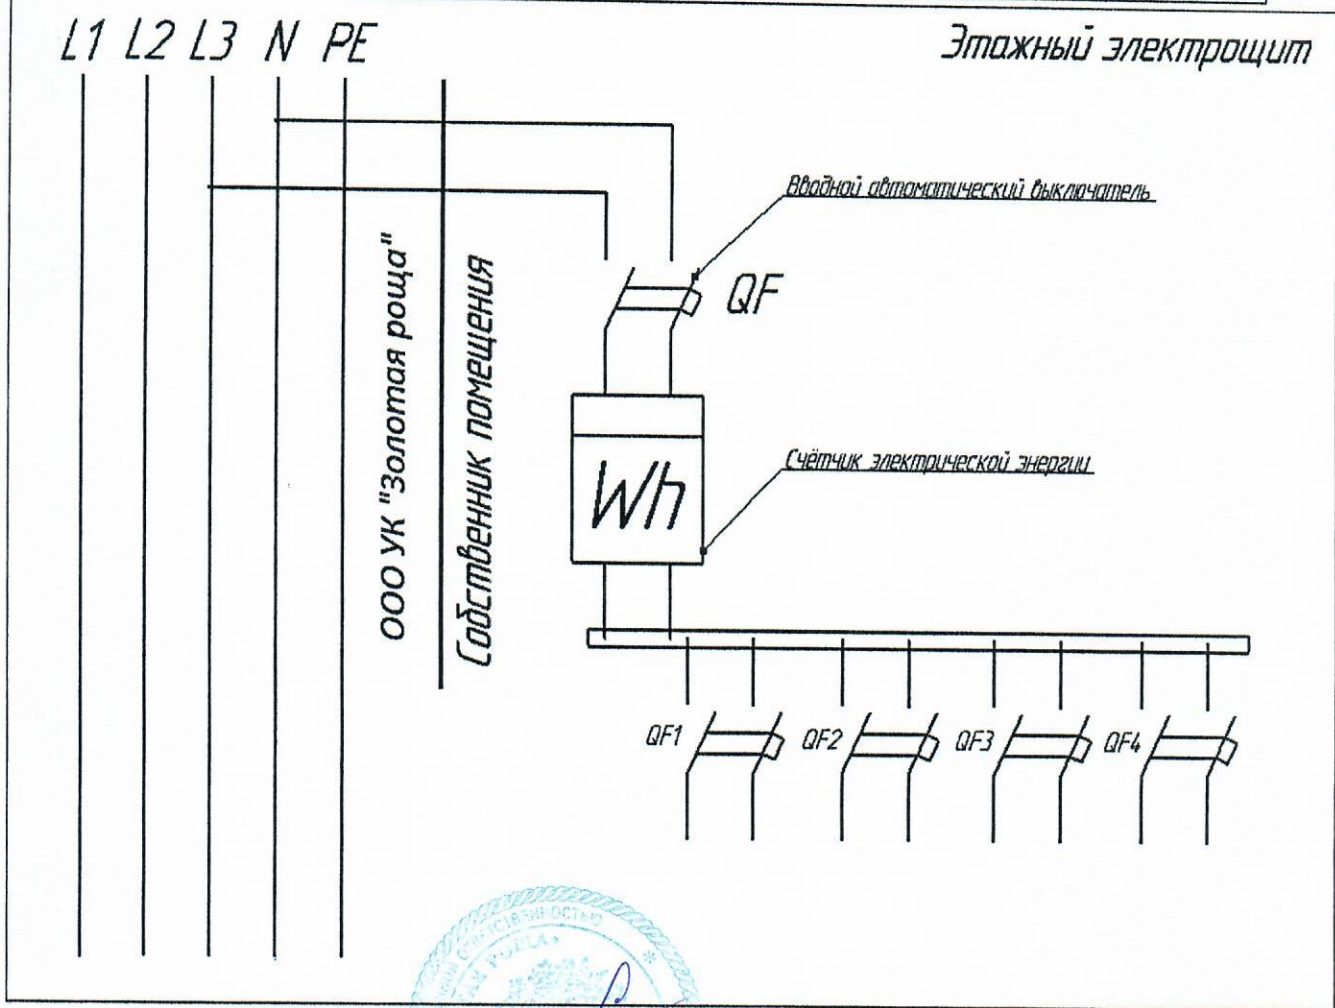 L1 L2 L3 N PE
Этажный электрощит
Вводной автоматический выключатель
QF
ООО УК "Золотая роща"
Собственник помещения
Счётчик электрической энергии
Wh
QF1 QF2 QF3 QF4